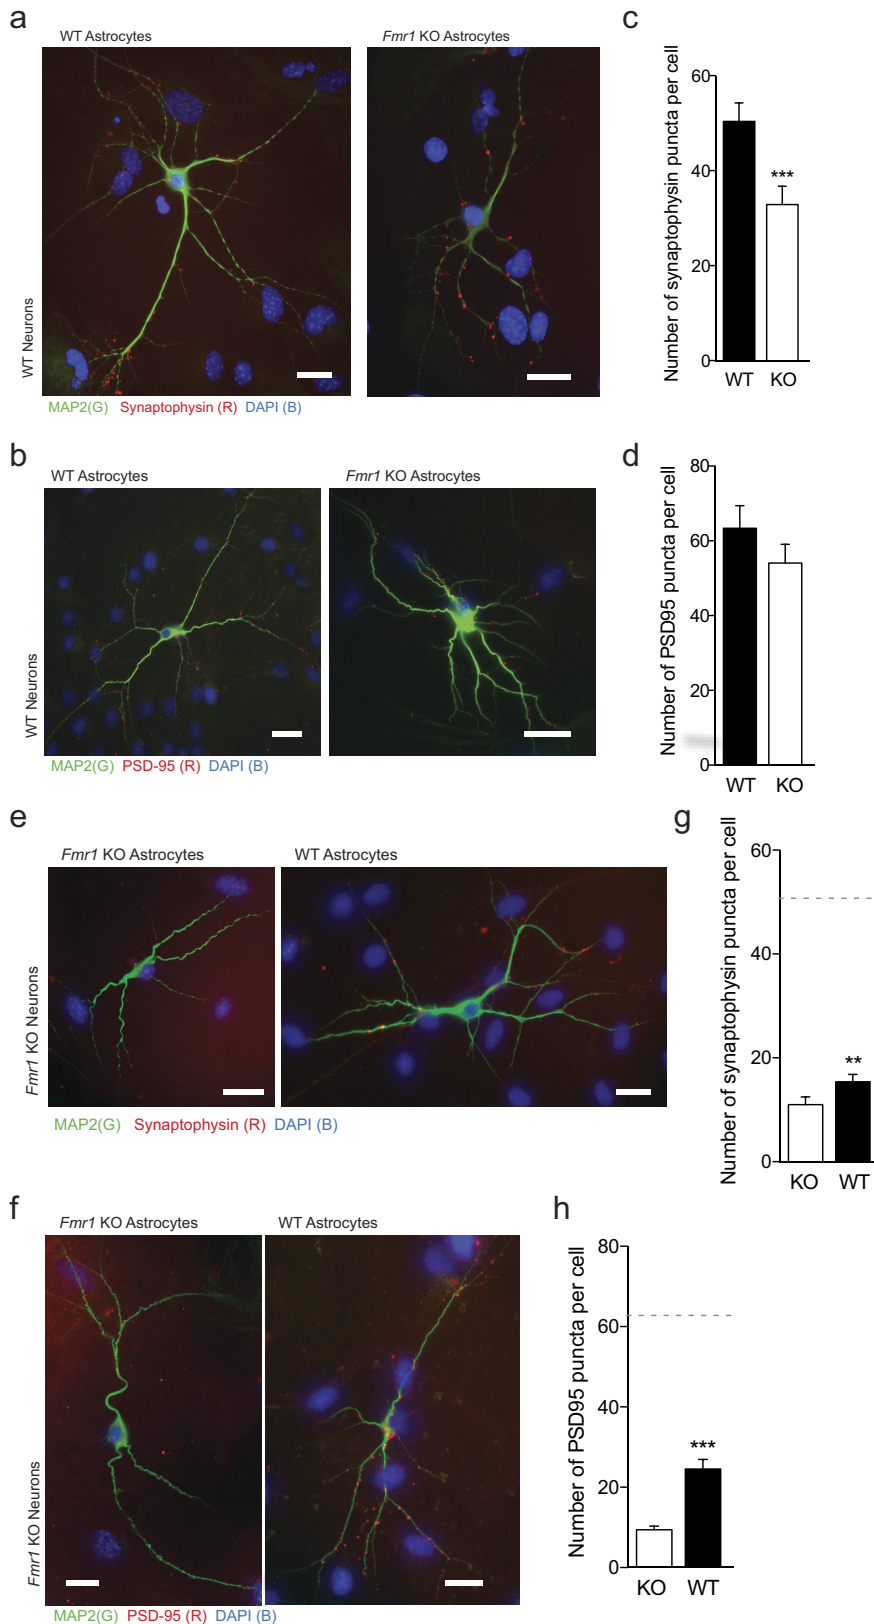 a
WT Astrocytes
Fmr1 KO Astrocytes
WT Neurons
MAP2(G) Synaptophysin (R) DAPI (B)
c
Number of synaptophysin puncta per cell
60
40
20
0
***
WT KO
b
WT Astrocytes
Fmr1 KO Astrocytes
WT Neurons
MAP2(G) PSD-95 (R) DAPI (B)
d
Number of PSD95 puncta per cell
80
60
40
20
0
WT KO
e
Fmr1 KO Astrocytes
WT Astrocytes
Fmr1 KO Neurons
MAP2(G) Synaptophysin (R) DAPI (B)
g
Number of synaptophysin puncta per cell
60
40
20
0
**
KO WT
f
Fmr1 KO Astrocytes
WT Astrocytes
Fmr1 KO Neurons
MAP2(G) PSD-95 (R) DAPI (B)
h
Number of PSD95 puncta per cell
80
60
40
20
0
***
KO WT